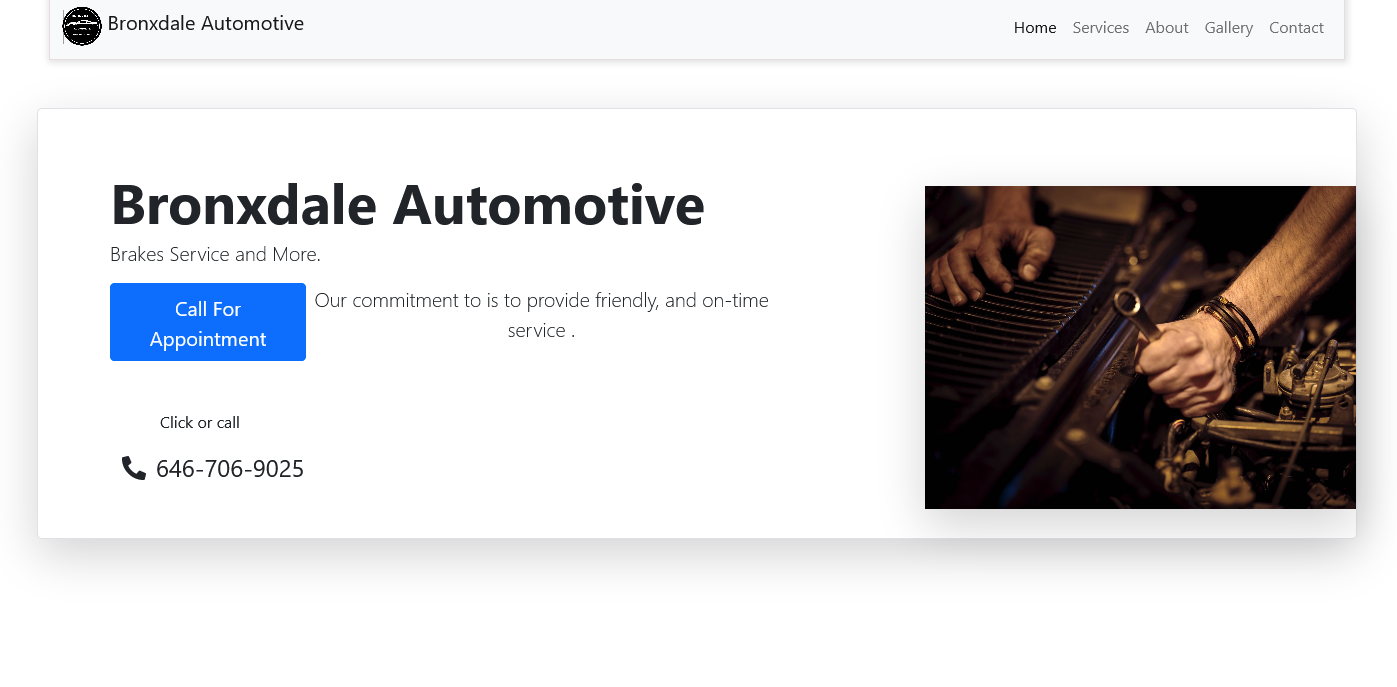 Bronxdale Automotive
Home Services About Gallery Contact
Bronxdale Automotive
Brakes Service and More.
Call For
Appointment
Our commitment to is to provide friendly, and on-time
service .
Click or call
646-706-9025